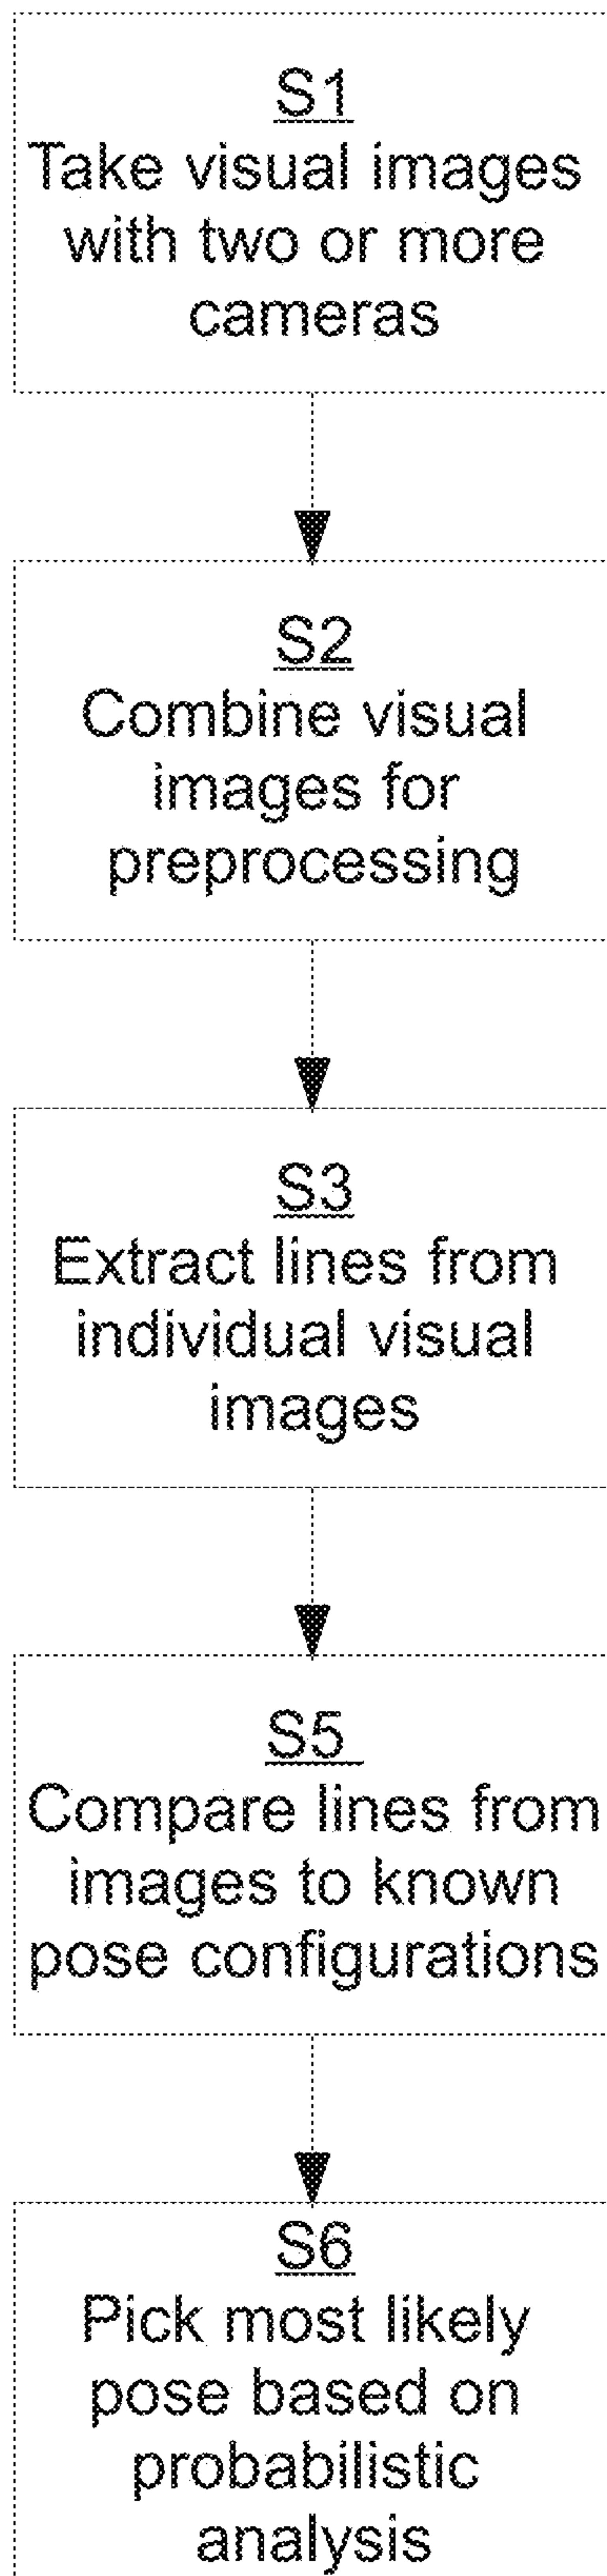 S1
Take visual images
with two or more
cameras
S2
Combine visual
images for
preprocessing
S3
Extract lines from
individual visual
images
S5
Compare lines from
images to known
pose configurations
S6
Pick most likely
pose based on
probabilistic
analysis